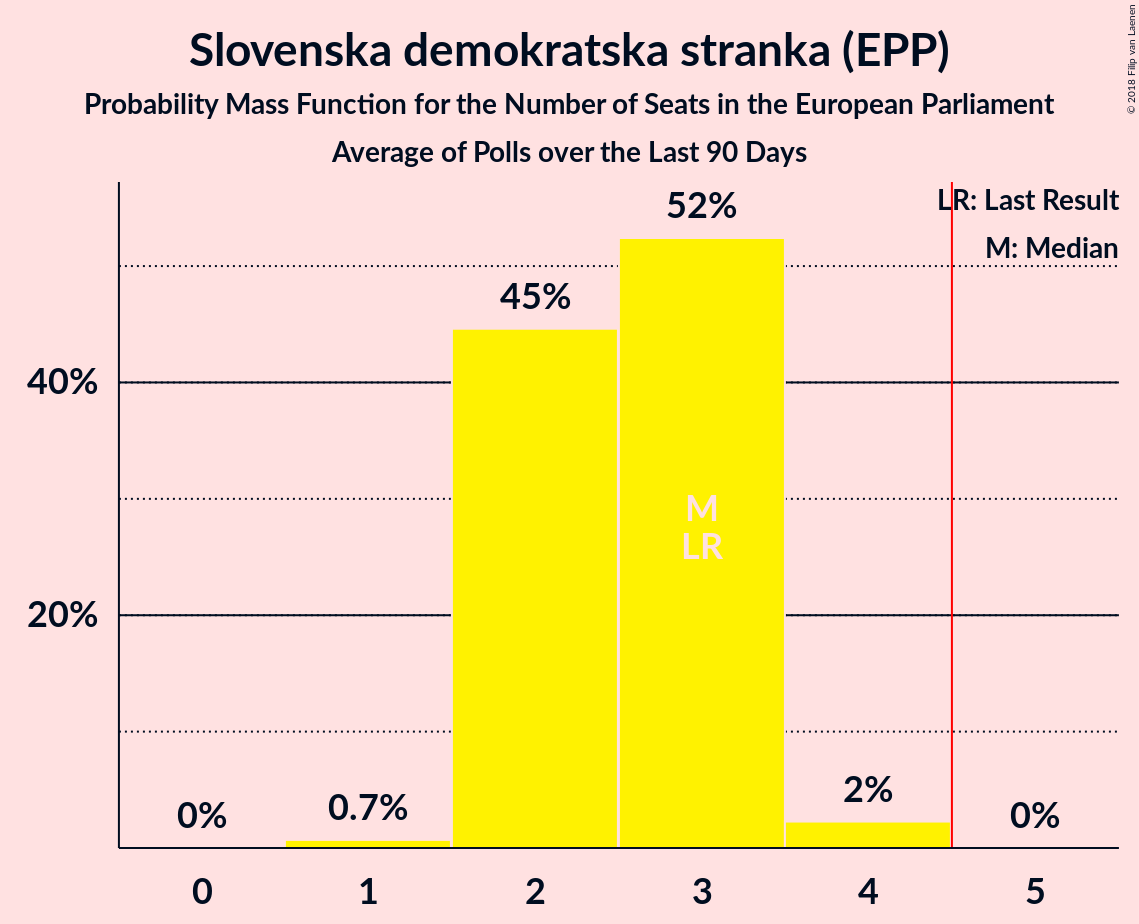 Slovenska demokratska stranka (EPP)
Probability Mass Function for the Number of Seats in the European Parliament
Average of Polls over the Last 90 Days
© 2018 Filip van Laenen
LR: Last Result
M: Median
52%
45%
40%
M
LR
20%
0%
0.7%
2%
0%
0
1
2
3
4
5